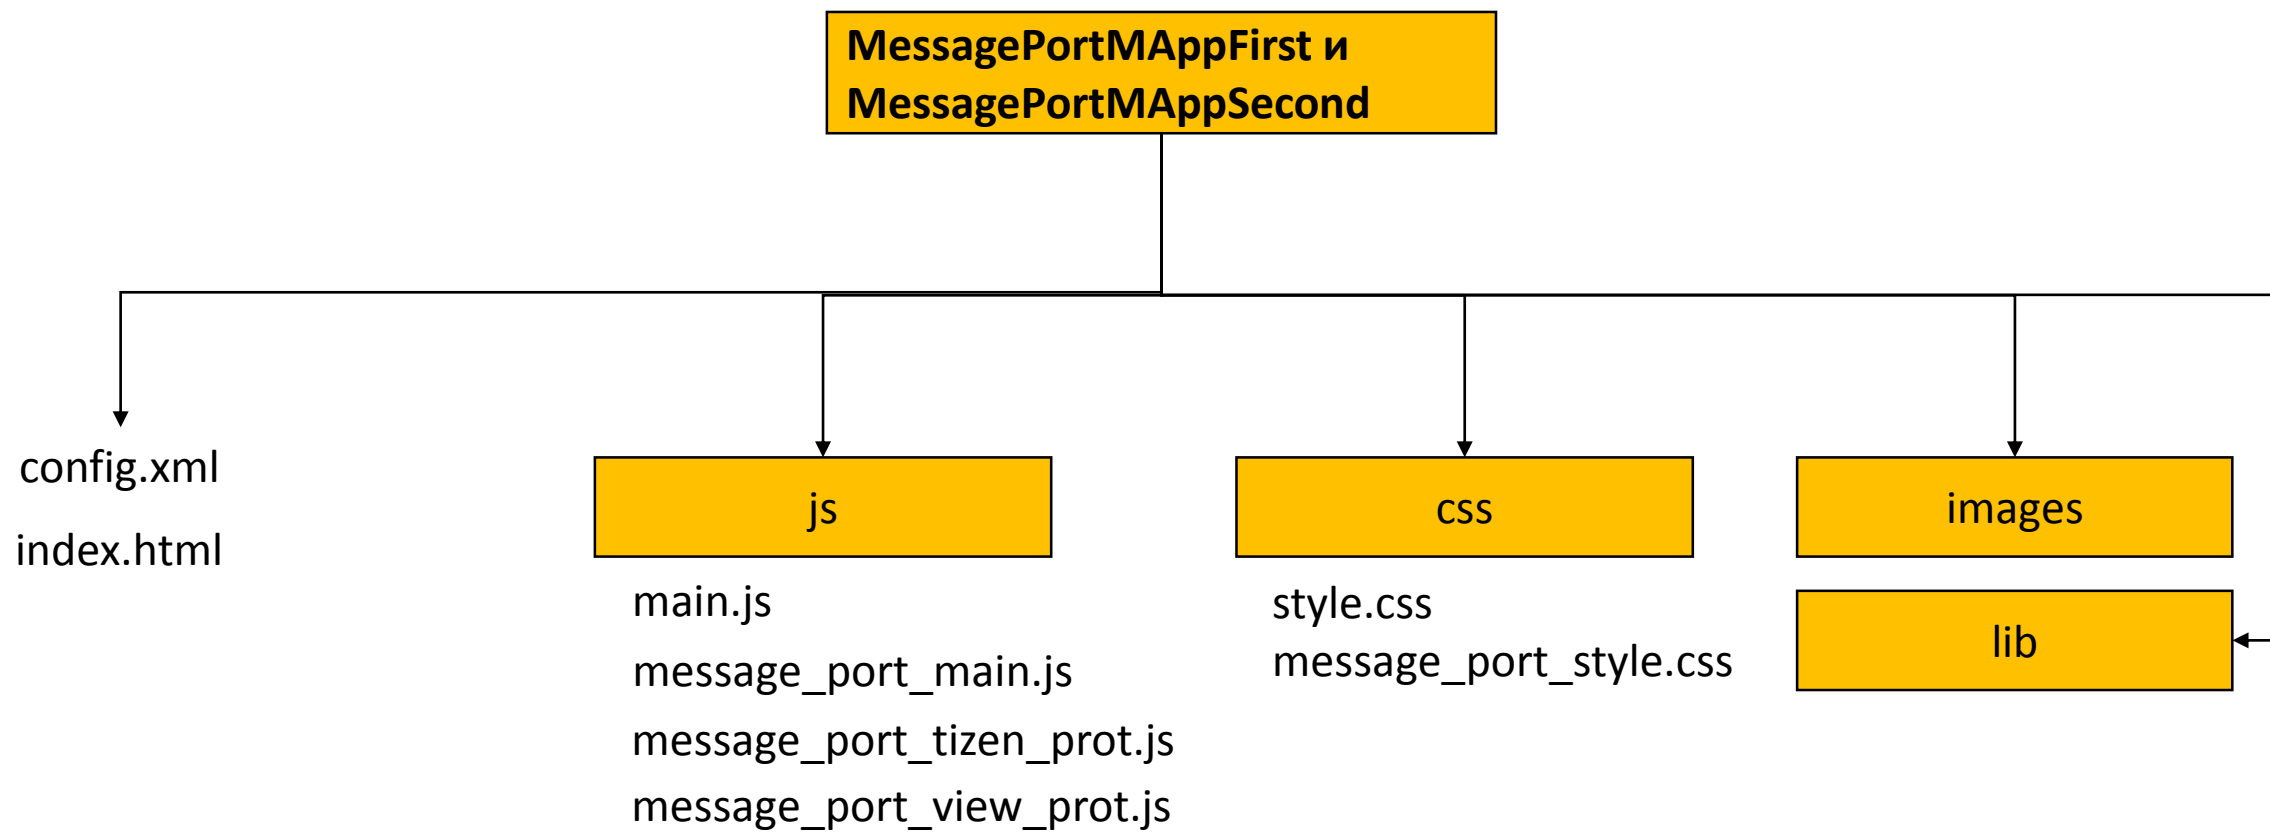 MessagePortMAppFirst и
MessagePortMAppSecond
config.xml
index.html
js
main.js
message_port_main.js
message_port_tizen_prot.js
message_port_view_prot.js
css
style.css
message_port_style.css
images
lib